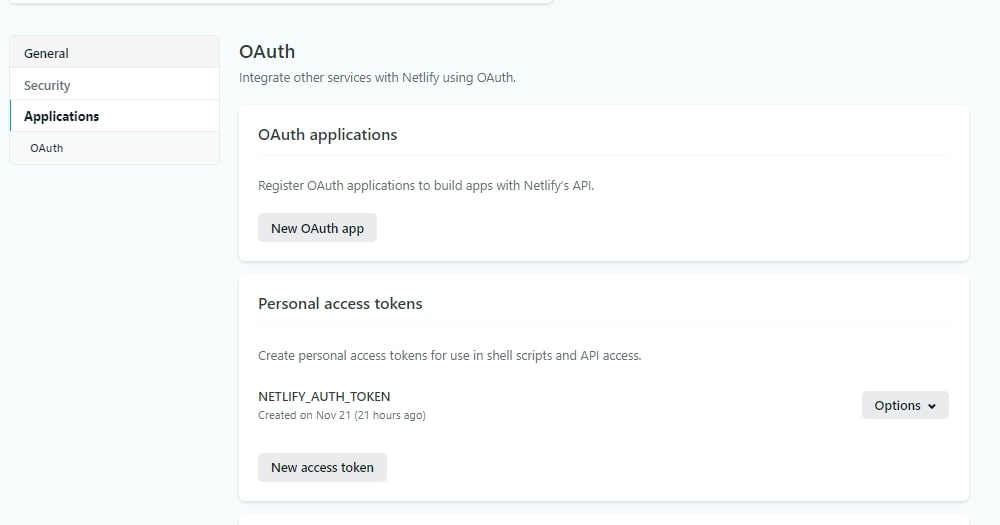 General
Security
Applications
OAuth
OAuth
Integrate other services with Netlify using OAuth.
OAuth applications
Register OAuth applications to build apps with Netlify's API.
New OAuth app
Personal access tokens
Create personal access tokens for use in shell scripts and API access.
NETLIFY_AUTH_TOKEN
Created on Nov 21 (21 hours ago)
Options
New access token